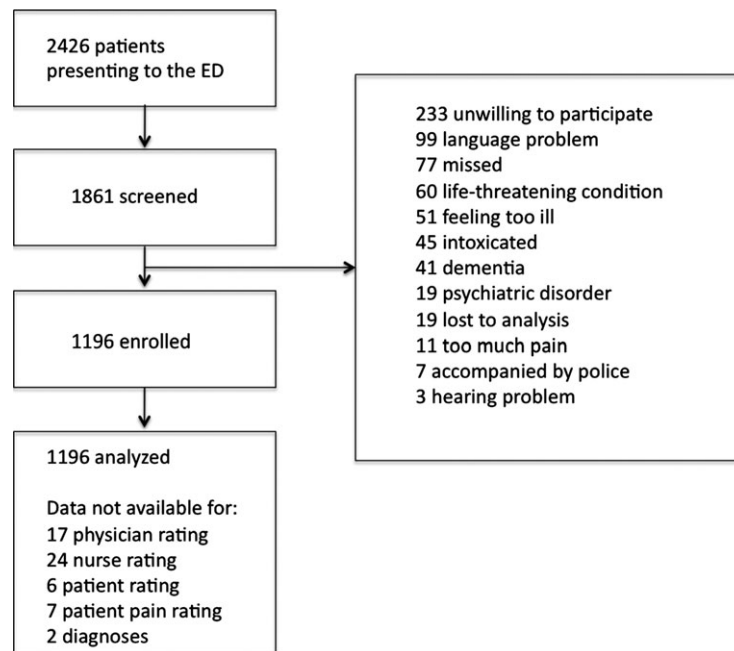 2426 patients
presenting to the ED
1861 screened
1196 enrolled
1196 analyzed
Data not available for:
17 physician rating
24 nurse rating
6 patient rating
7 patient pain rating
2 diagnoses
233 unwilling to participate
99 language problem
77 missed
60 life-threatening condition
51 feeling too ill
45 intoxicated
41 dementia
19 psychiatric disorder
19 lost to analysis
11 too much pain
7 accompanied by police
3 hearing problem